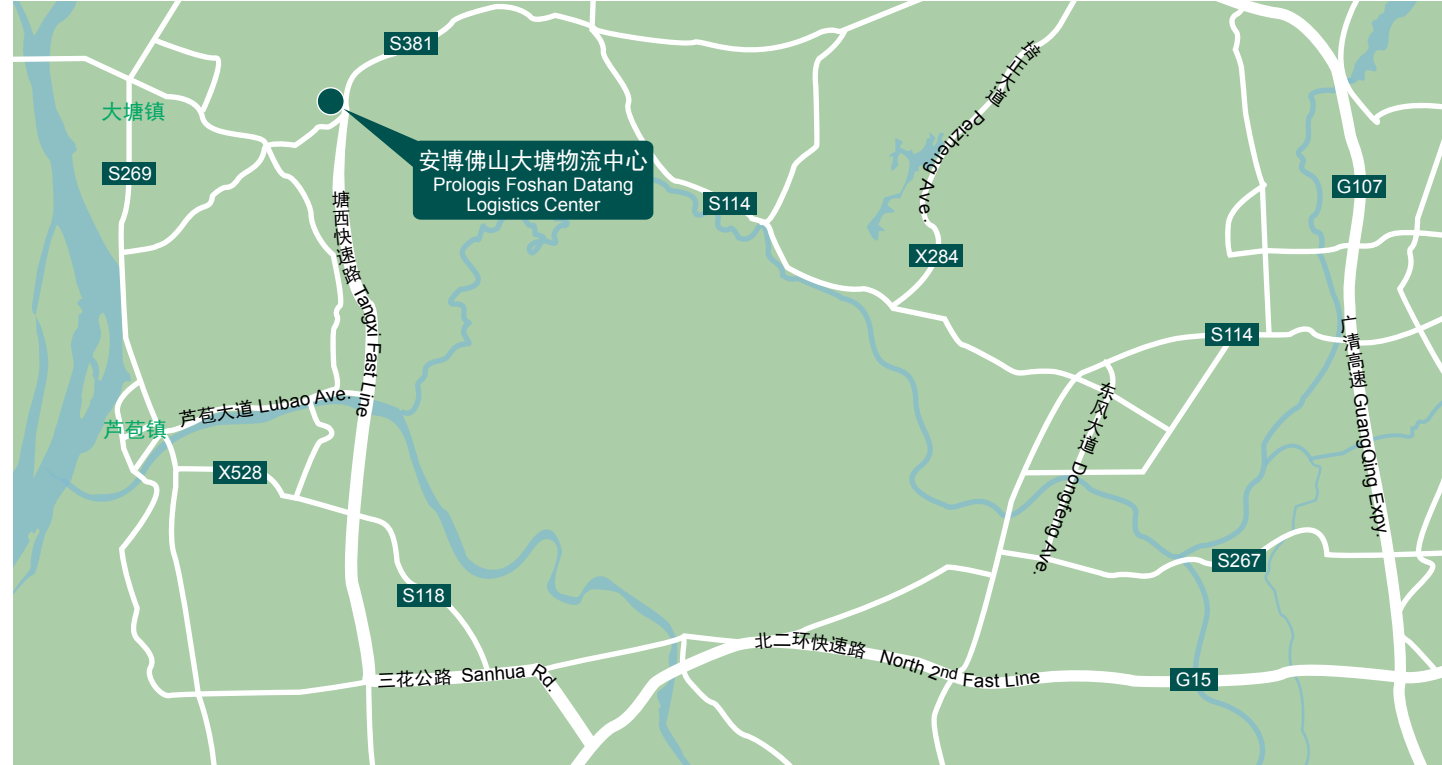 S381
培正大道 Peizheng Ave.
大塘镇
安博佛山大塘物流中心
Prologis Foshan Datang
Logistics Center
S269
G107
S114
塘西快速路 Tangxi Fast Line
X284
S114
广清高速 GuangQing Expy.
芦苞大道 Lubao Ave.
东风大道 Dongfeng Ave.
芦苞镇
X528
S267
S118
北二环快速路 North 2nd Fast Line
三花公路 Sanhua Rd.
G15